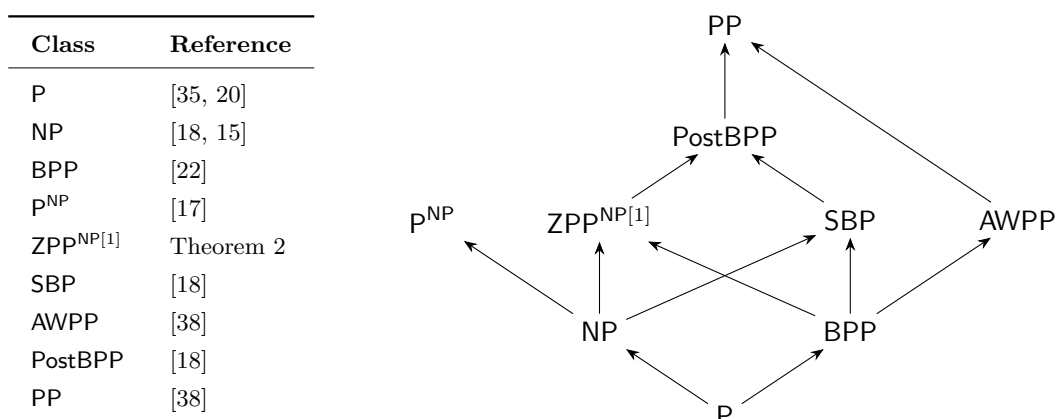 Class Reference
P [35, 20]
NP [18, 15]
BPP [22]
P^NP [17]
ZPP^NP[1] Theorem 2
SBP [18]
AWPP [38]
PostBPP [18]
PP [38]
PP
PostBPP
P^NP ZPP^NP[1] SBP AWPP
NP BPP
P